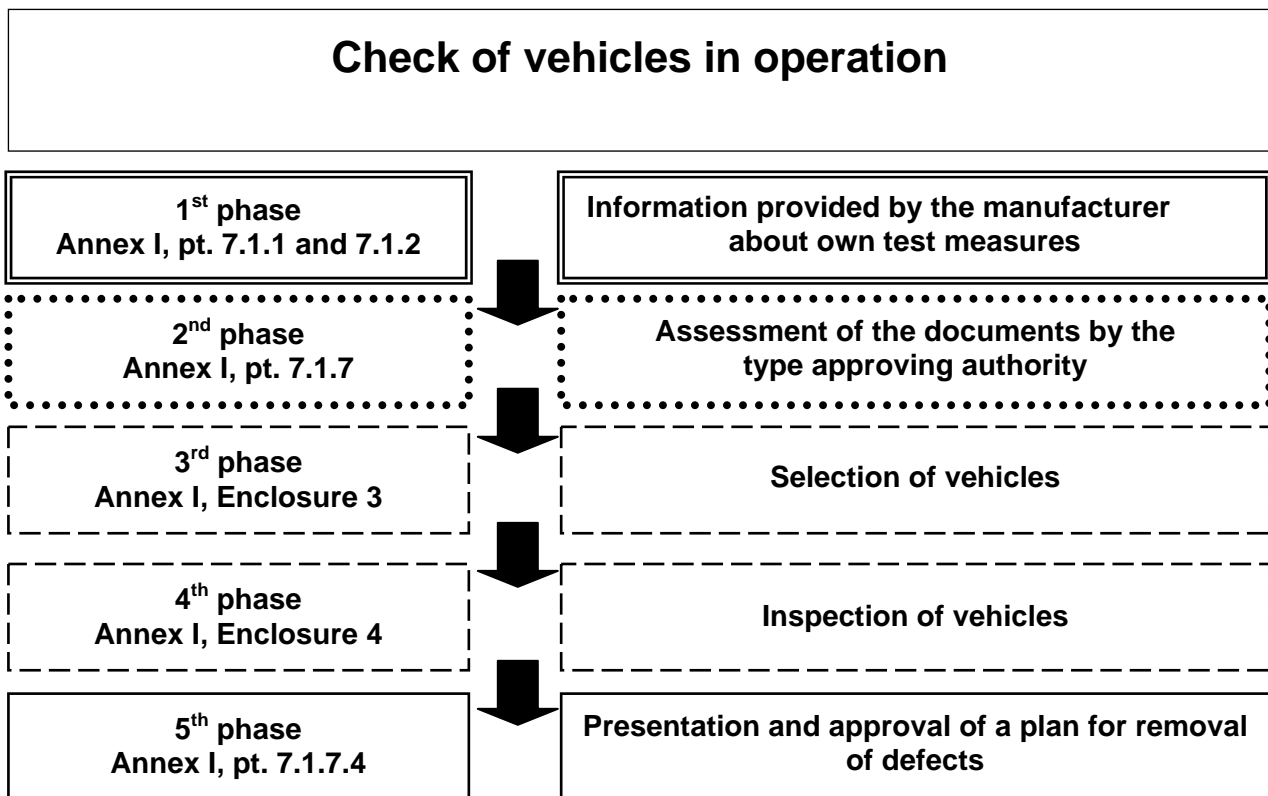 Check of vehicles in operation
1st phase
Annex I, pt. 7.1.1 and 7.1.2
Information provided by the manufacturer
about own test measures
2nd phase
Annex I, pt. 7.1.7
Assessment of the documents by the
type approving authority
3rd phase
Annex I, Enclosure 3
Selection of vehicles
4th phase
Annex I, Enclosure 4
Inspection of vehicles
5th phase
Annex I, pt. 7.1.7.4
Presentation and approval of a plan for removal
of defects